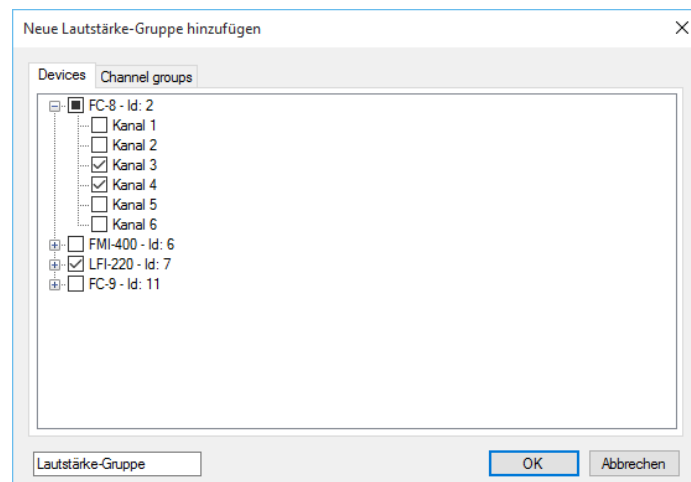 Neue Lautstärke-Gruppe hinzufügen
Devices Channel groups
FC-8 - Id: 2
Kanal 1
Kanal 2
Kanal 3
Kanal 4
Kanal 5
Kanal 6
FMI-400 - Id: 6
LFI-220 - Id: 7
FC-9 - Id: 11
Lautstärke-Gruppe OK Abbrechen